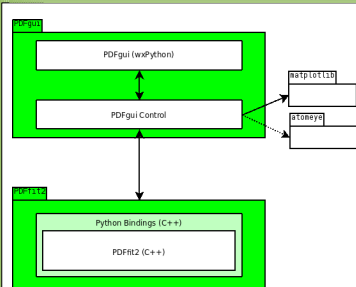 PDFgui
PDFgui (wxPython)
PDFgui Control
matplotlib
atomeye
PDFfit2
Python Bindings (C++)
PDFfit2 (C++)